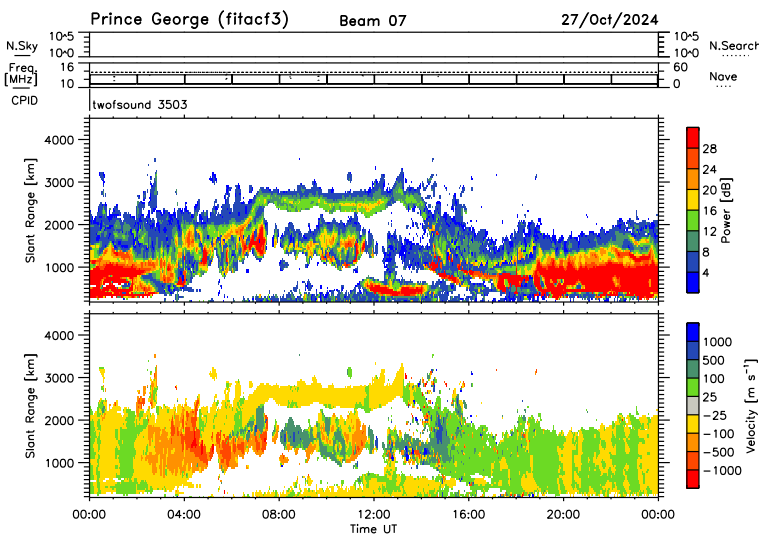 Prince George (fitacf3) Beam 07 27/Oct/2024
N.Sky 10^5 10^5 N.Search
10^0 10^0
Freq. 16 60
[MHz] 10 0 Nave
CPID
twofsound 3503
4000
3000
2000
1000
Slant Range [km]
28
24
20
16
12
8
4
Power [dB]
4000
3000
2000
1000
Slant Range [km]
1000
500
100
25
−25
−100
−500
−1000
Velocity [m s⁻¹]
00:00 04:00 08:00 12:00 16:00 20:00 00:00
Time UT